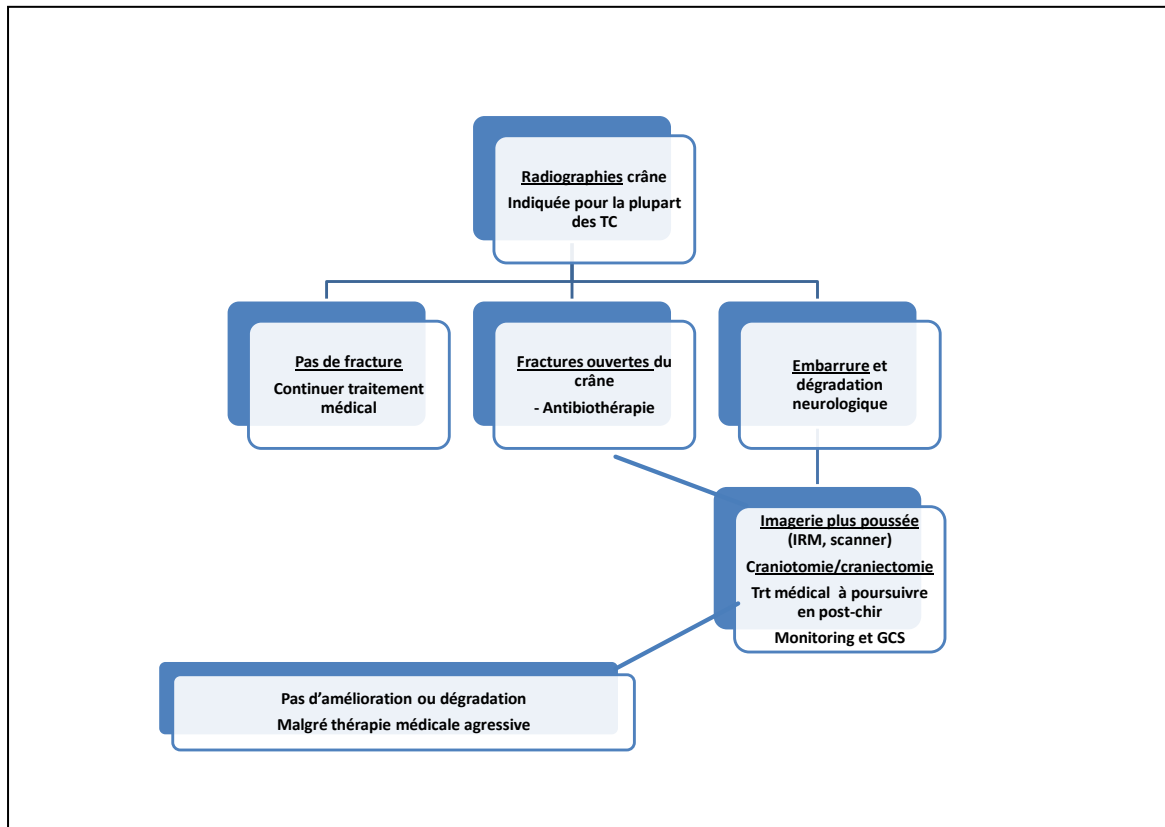 Radiographies crâne
Indiquée pour la plupart
des TC
Pas de fracture
Continuer traitement
médical
Fractures ouvertes du
crâne
- Antibiothérapie
Embarrure et
dégradation
neurologique
Imagerie plus poussée
(IRM, scanner)
Craniotomie/craniectomie
Trt médical à poursuivre
en post-chir
Monitoring et GCS
Pas d’amélioration ou dégradation
Malgré thérapie médicale agressive